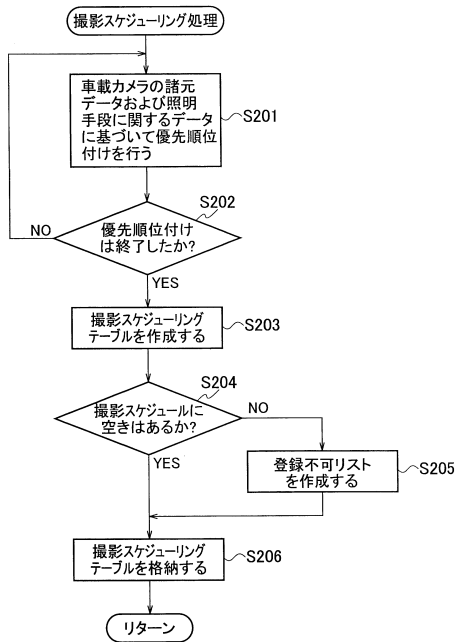 撮影スケジューリング処理
車載カメラの諸元
データおよび照明
手段に関するデータ
に基づいて優先順位
付けを行う
S201
S202
優先順位付け
は終了したか?
NO
YES
撮影スケジューリング
テーブルを作成する
S203
S204
撮影スケジュールに
空きはあるか?
NO
YES
登録不可リスト
を作成する
S205
撮影スケジューリング
テーブルを格納する
S206
リターン